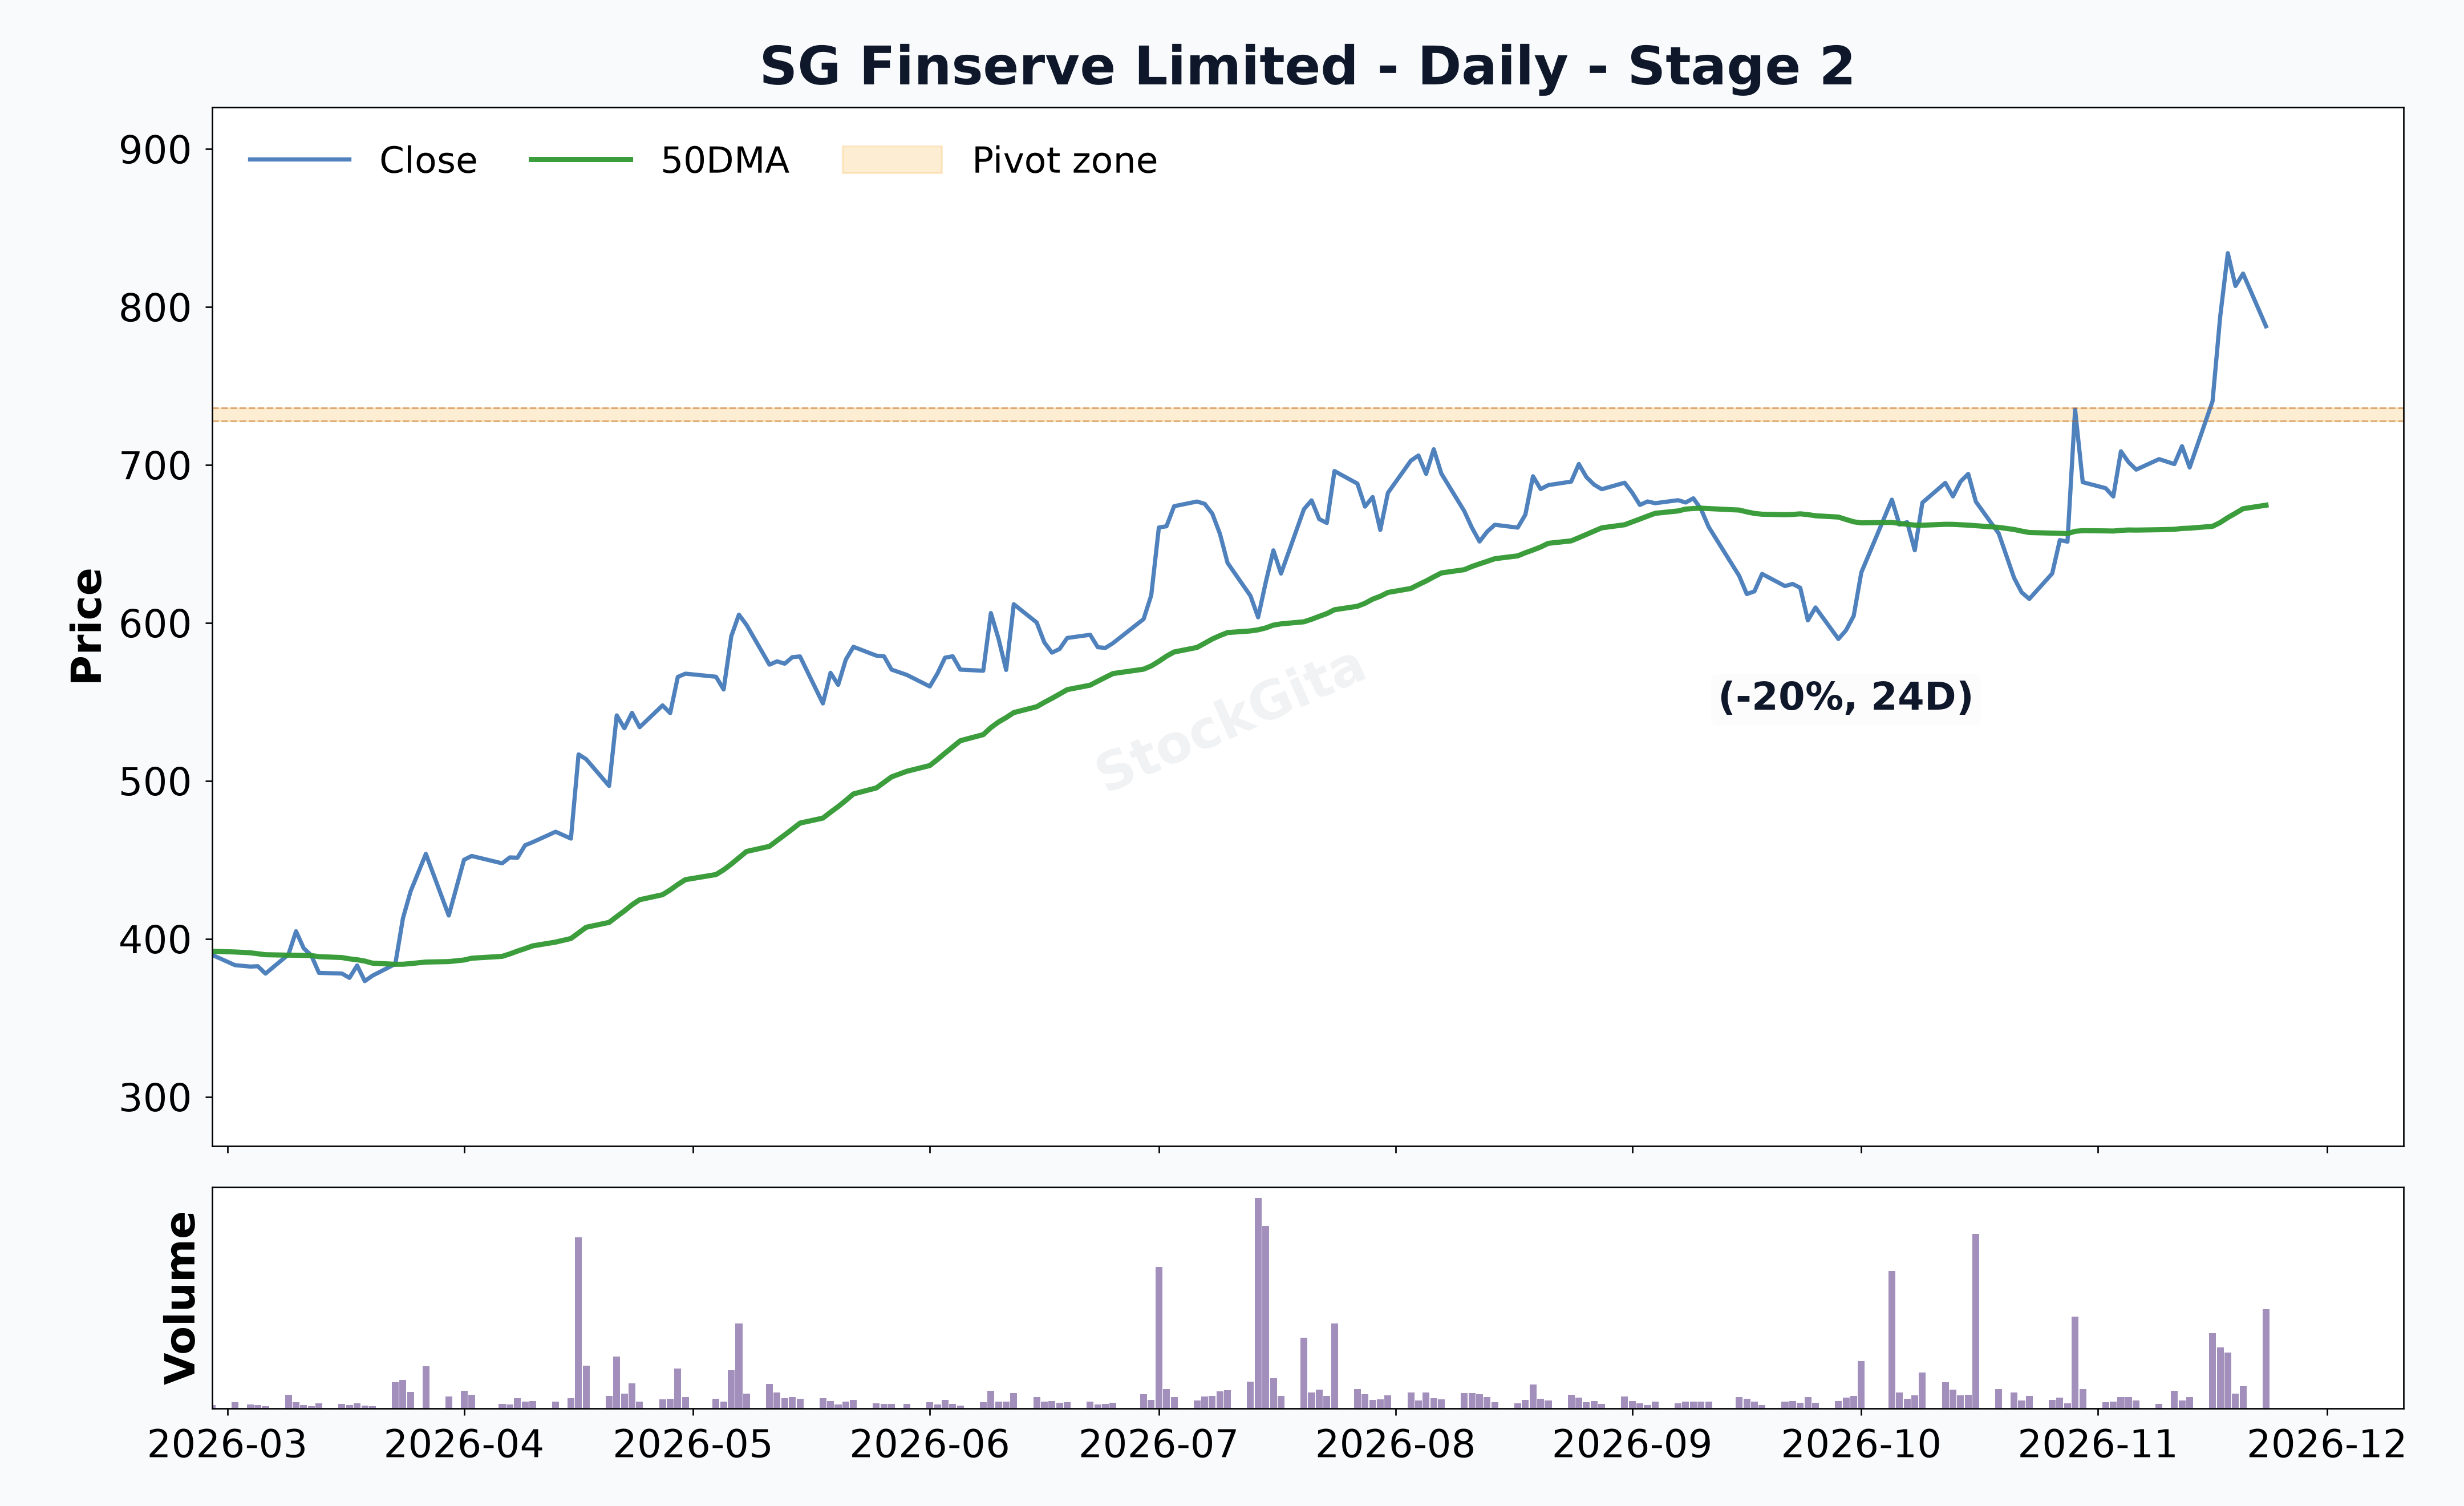 SG Finserve Limited - Daily - Stage 2
Close
50DMA
Pivot zone
900
800
700
600
500
400
300
Price
StockGita
(-20%, 24D)
Volume
2026-03
2026-04
2026-05
2026-06
2026-07
2026-08
2026-09
2026-10
2026-11
2026-12